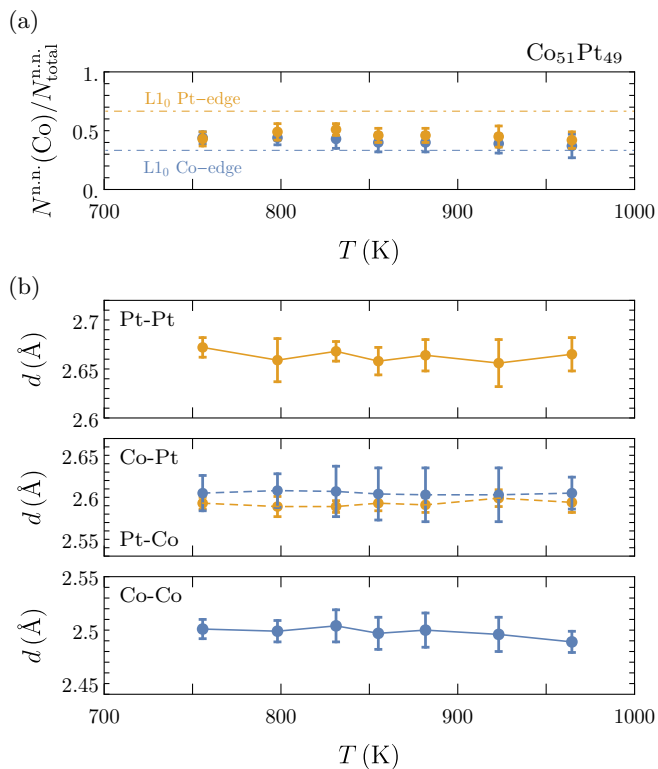 (a)
Co₅₁Pt₄₉
Nⁿ·ⁿ·(Co)/Nⁿ·ⁿ·total
1.
0.5
0.
L1₀ Pt−edge
L1₀ Co−edge
700 800 900 1000
T (K)
(b)
d (Å)
2.7
2.65
2.6
Pt-Pt
d (Å)
2.65
2.6
2.55
Co-Pt
Pt-Co
d (Å)
2.55
2.5
2.45
Co-Co
700 800 900 1000
T (K)